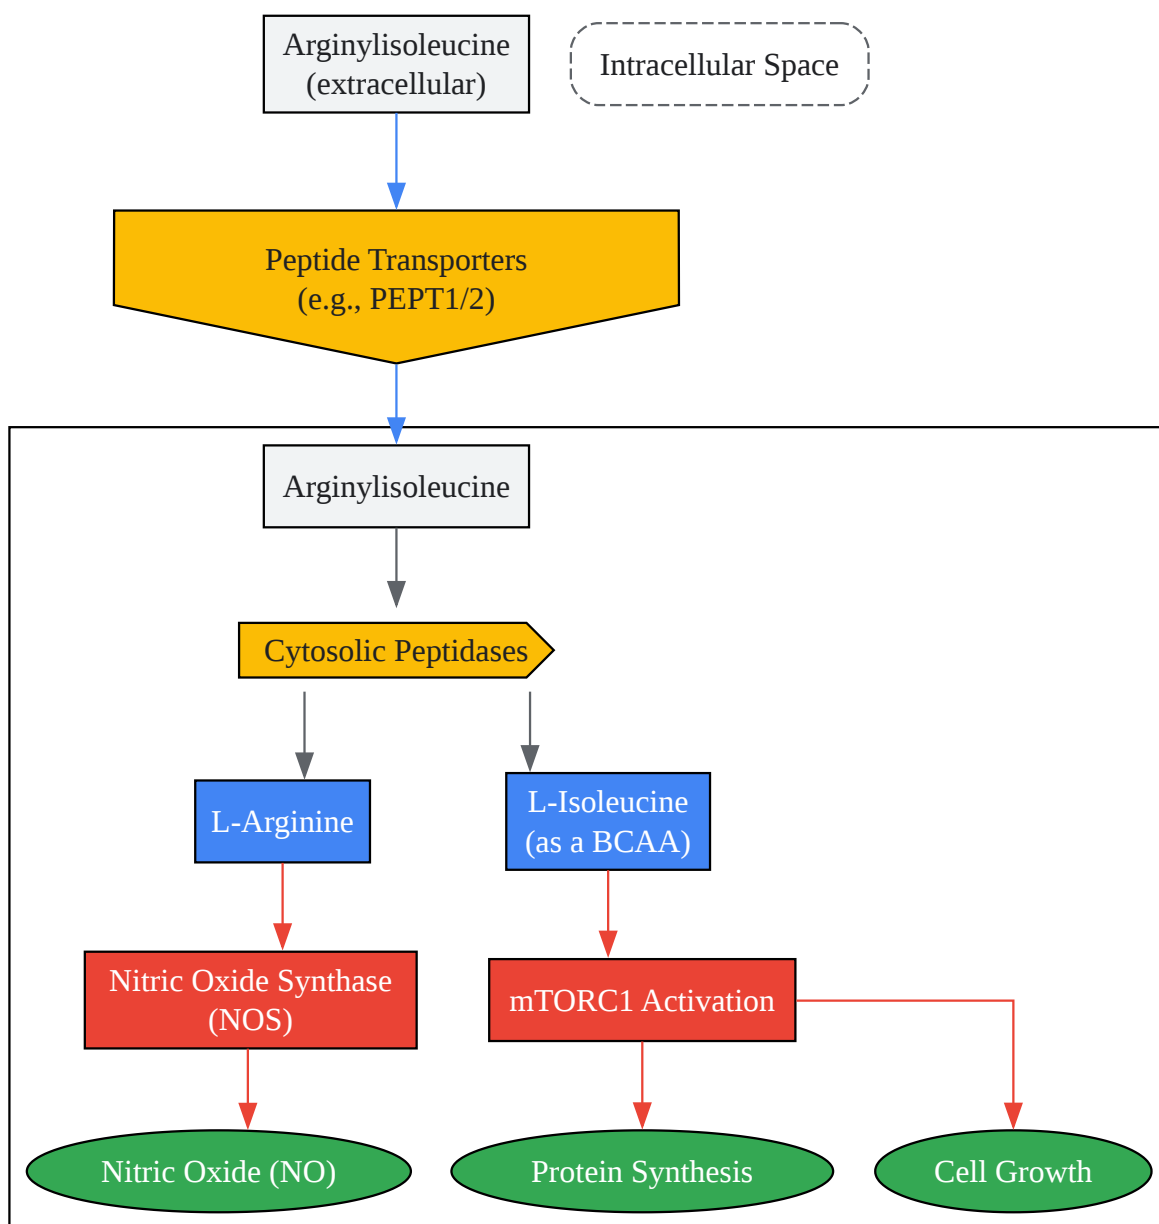 Arginylisoleucine
(extracellular)
Intracellular Space
Peptide Transporters
(e.g., PEPT1/2)
Arginylisoleucine
Cytosolic Peptidases
L-Arginine
L-Isoleucine
(as a BCAA)
Nitric Oxide Synthase
(NOS)
mTORC1 Activation
Nitric Oxide (NO)
Protein Synthesis
Cell Growth